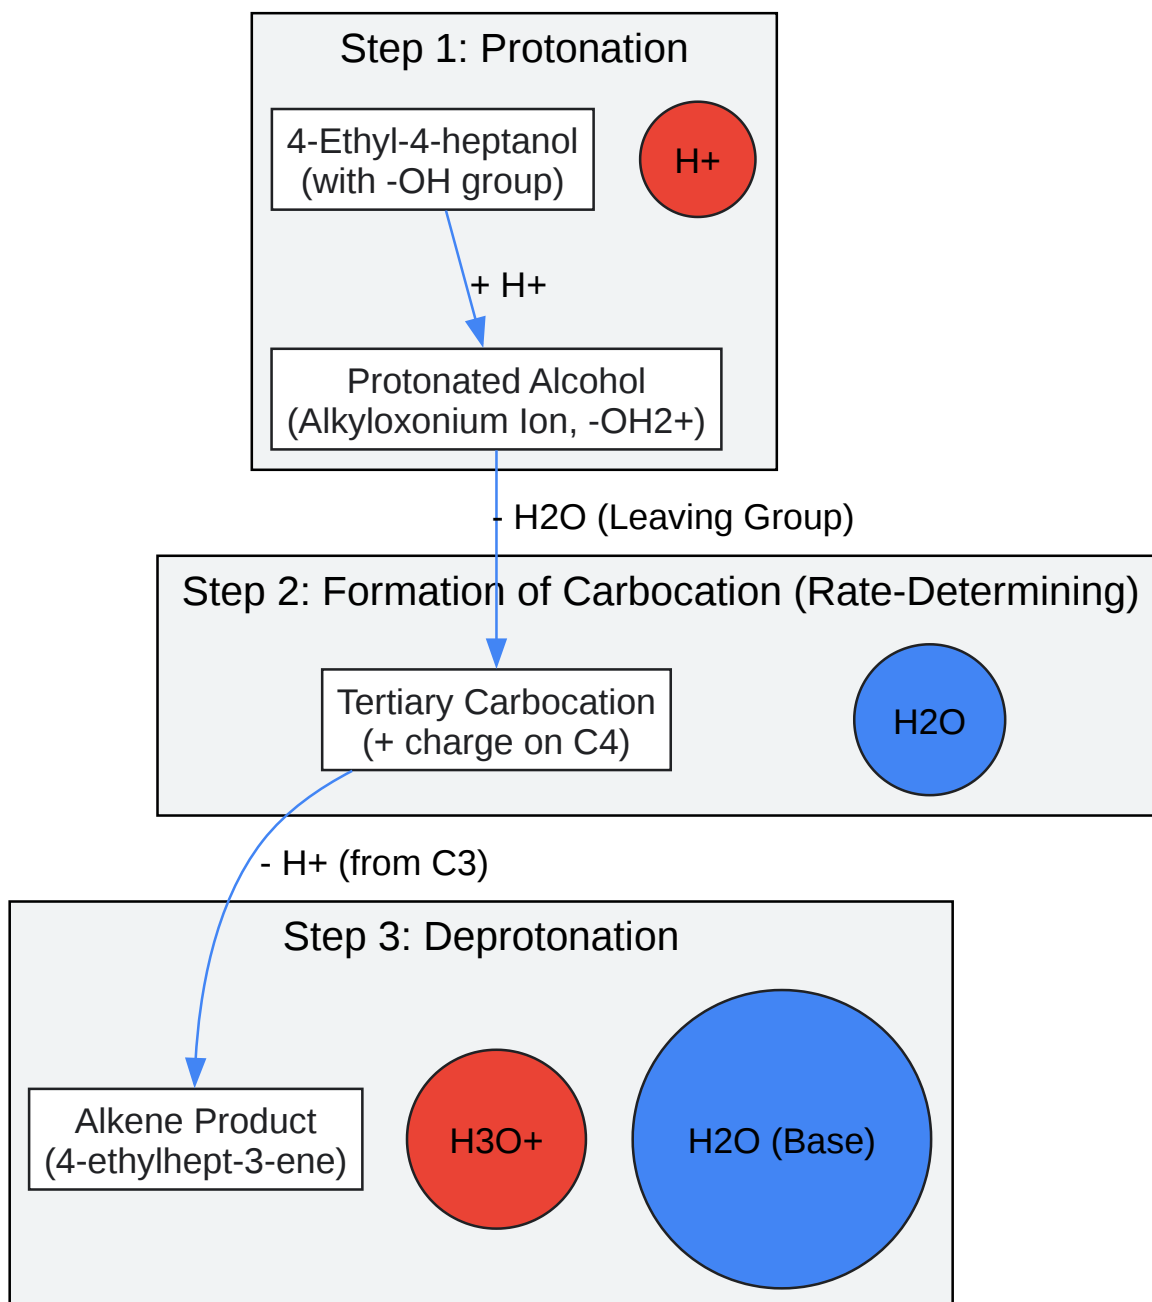 Step 1: Protonation
4-Ethyl-4-heptanol
(with -OH group)
H+
+ H+
Protonated Alcohol
(Alkyloxonium Ion, -OH2+)
- H2O (Leaving Group)
Step 2: Formation of Carbocation (Rate-Determining)
Tertiary Carbocation
(+ charge on C4)
H2O
- H+ (from C3)
Step 3: Deprotonation
Alkene Product
(4-ethylhept-3-ene)
H3O+
H2O (Base)